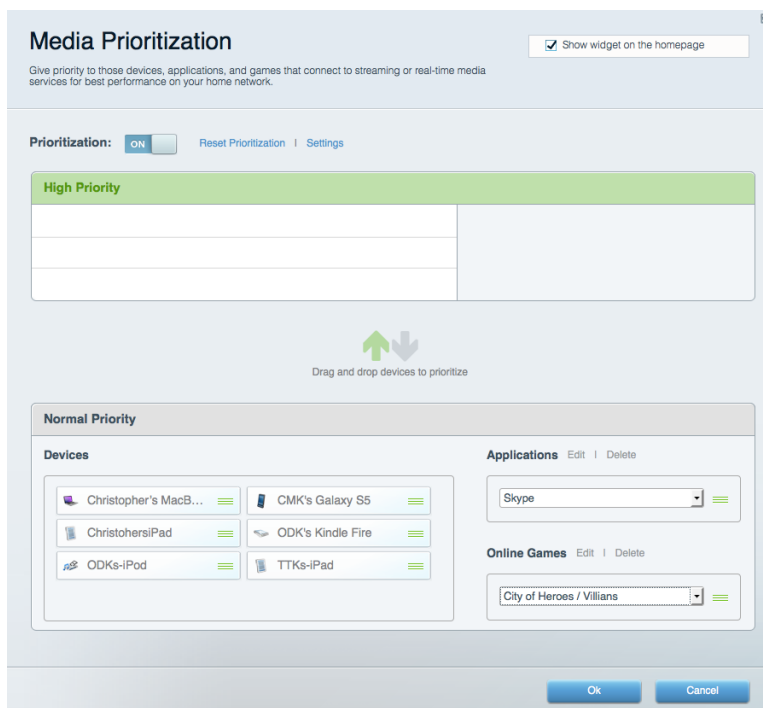 Media Prioritization
Show widget on the homepage
Give priority to those devices, applications, and games that connect to streaming or real-time media
services for best performance on your home network.
Prioritization: ON Reset Prioritization | Settings
High Priority
Drag and drop devices to prioritize
Normal Priority
Devices
Christopher's MacB...
CMK's Galaxy S5
ChristohersiPad
ODK's Kindle Fire
ODKs-iPod
TTKs-iPad
Applications Edit | Delete
Skype
Online Games Edit | Delete
City of Heroes / Villians
Ok
Cancel